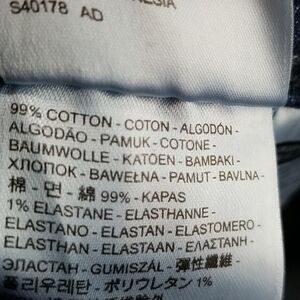 S40178 AD
99% COTTON - COTON - ALGODÓN -
ALGODÃO - PAMUK - COTONE -
BAUMWOLLE - KATOEN - BAMBAKI -
ХЛОПОК - BAWEŁNA - PAMUT - BAVLNA -
棉 - 면 - 綿 99% - KAPAS
1% ELASTANE - ELASTHANNE -
ELASTANO - ELASTAN - ELASTOMERO -
ELASTHAN - ELASTAAN - ΕΛΑΣΤΑΝΗ -
ЭЛАСТАН - GUMISZÁL - 彈性纖維 -
폴리우레탄 - ポリウレタン 1%